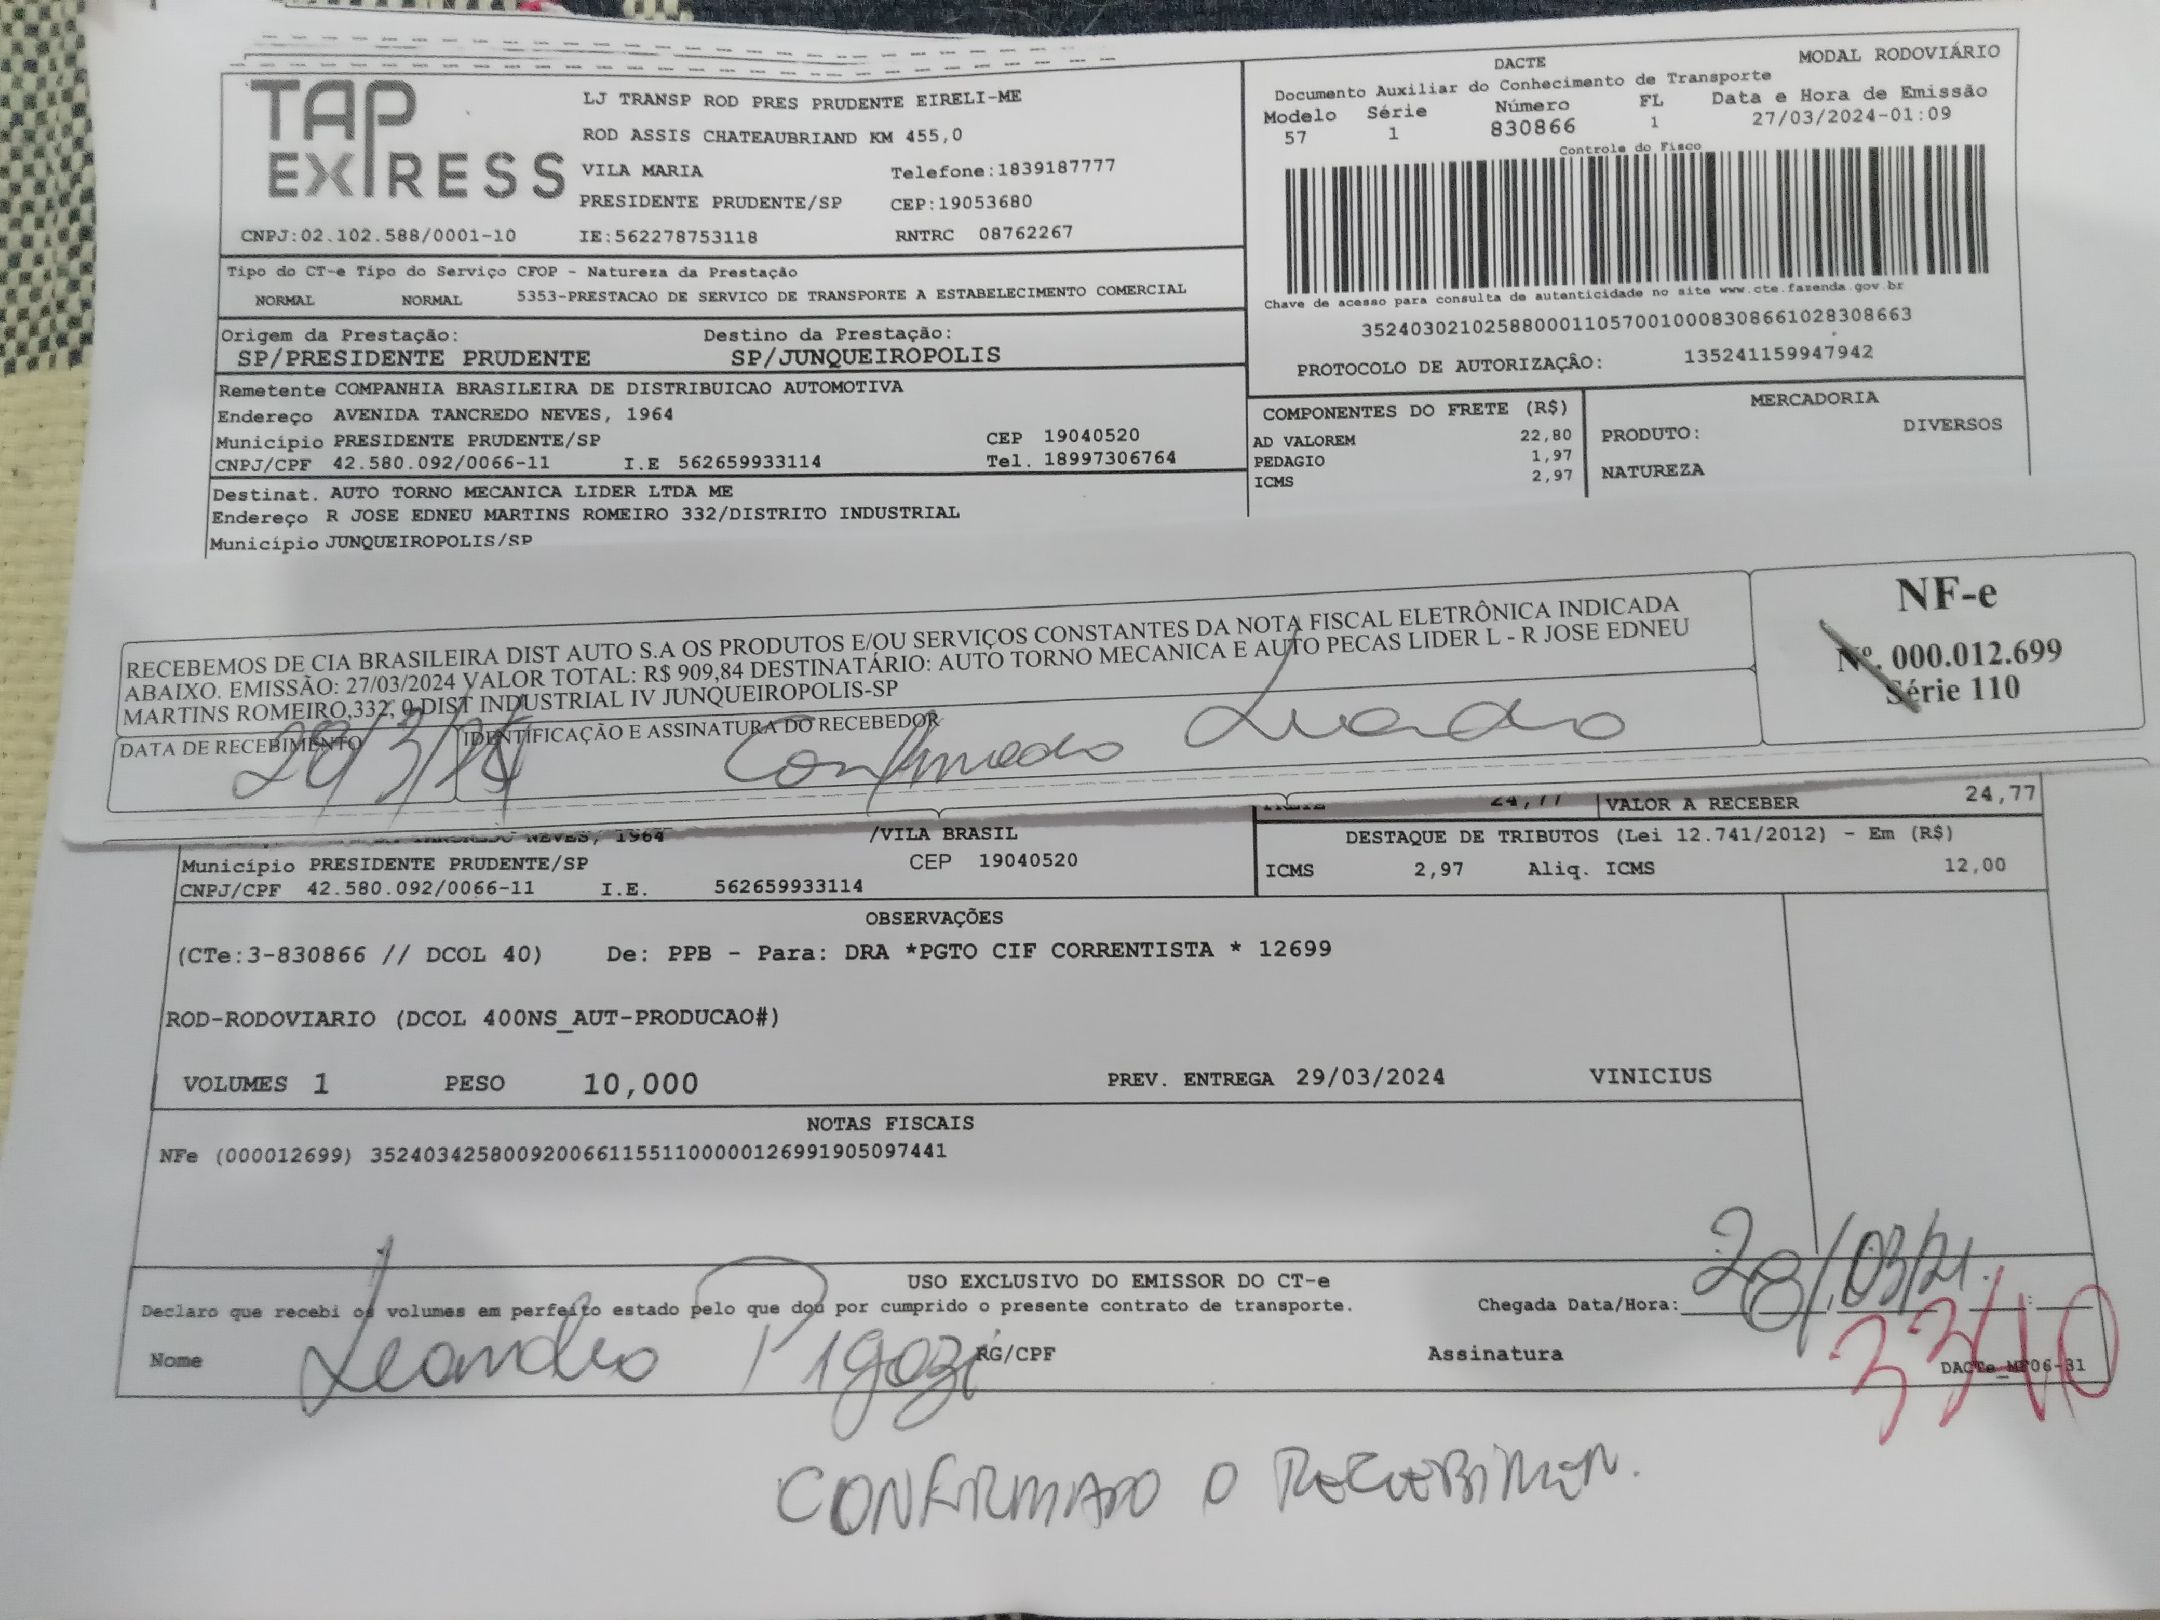 TAP EXPRESS
LJ TRANSP ROD PRES PRUDENTE EIRELI-ME
ROD ASSIS CHATEAUBRIAND KM 455,0
VILA MARIA Telefone:1839187777
PRESIDENTE PRUDENTE/SP CEP:19053680
CNPJ:02.102.588/0001-10 IE:562278753118 RNTRC 08762267
DACTE MODAL RODOVIÁRIO
Documento Auxiliar do Conhecimento de Transporte
Modelo Série Número FL Data e Hora de Emissão
57 1 830866 1 27/03/2024-01:09
Controle do Fisco
Chave de acesso para consulta de autenticidade no site www.cte.fazenda.gov.br
35240302102588000110570010008308661028308663
PROTOCOLO DE AUTORIZAÇÃO: 135241159947942
Tipo do CT-e Tipo do Serviço CFOP - Natureza da Prestação
NORMAL NORMAL 5353-PRESTACAO DE SERVICO DE TRANSPORTE A ESTABELECIMENTO COMERCIAL
Origem da Prestação: Destino da Prestação:
SP/PRESIDENTE PRUDENTE SP/JUNQUEIROPOLIS
Remetente COMPANHIA BRASILEIRA DE DISTRIBUICAO AUTOMOTIVA
Endereço AVENIDA TANCREDO NEVES, 1964
Município PRESIDENTE PRUDENTE/SP CEP 19040520
CNPJ/CPF 42.580.092/0066-11 I.E 562659933114 Tel. 18997306764
Destinat. AUTO TORNO MECANICA LIDER LTDA ME
Endereço R JOSE EDNEU MARTINS ROMEIRO 332/DISTRITO INDUSTRIAL
Município JUNQUEIROPOLIS/SP
COMPONENTES DO FRETE (R$)
AD VALOREM 22,80
PEDAGIO 1,97
ICMS 2,97
MERCADORIA
PRODUTO: DIVERSOS
NATUREZA
RECEBEMOS DE CIA BRASILEIRA DIST AUTO S.A OS PRODUTOS E/OU SERVIÇOS CONSTANTES DA NOTA FISCAL ELETRÔNICA INDICADA
ABAIXO. EMISSÃO: 27/03/2024 VALOR TOTAL: R$ 909,84 DESTINATÁRIO: AUTO TORNO MECANICA E AUTO PECAS LIDER L - R JOSE EDNEU
MARTINS ROMEIRO,332, 0 DIST INDUSTRIAL IV JUNQUEIROPOLIS-SP
DATA DE RECEBIMENTO IDENTIFICAÇÃO E ASSINATURA DO RECEBEDOR
NF-e
Nº. 000.012.699
Série 110
24,77 VALOR A RECEBER 24,77
NEVES, 1964 /VILA BRASIL
Município PRESIDENTE PRUDENTE/SP CEP 19040520
CNPJ/CPF 42.580.092/0066-11 I.E. 562659933114
DESTAQUE DE TRIBUTOS (Lei 12.741/2012) - Em (R$)
ICMS 2,97 Aliq. ICMS 12,00
OBSERVAÇÕES
(CTe:3-830866 // DCOL 40) De: PPB - Para: DRA *PGTO CIF CORRENTISTA * 12699
ROD-RODOVIARIO (DCOL 400NS_AUT-PRODUCAO#)
VOLUMES 1 PESO 10,000 PREV. ENTREGA 29/03/2024 VINICIUS
NOTAS FISCAIS
NFe (000012699) 35240342580092006611551100000126991905097441
USO EXCLUSIVO DO EMISSOR DO CT-e
Declaro que recebi os volumes em perfeito estado pelo que dou por cumprido o presente contrato de transporte. Chegada Data/Hora:
Nome Leandro Pigozi RG/CPF Assinatura
CONFIRMADO O